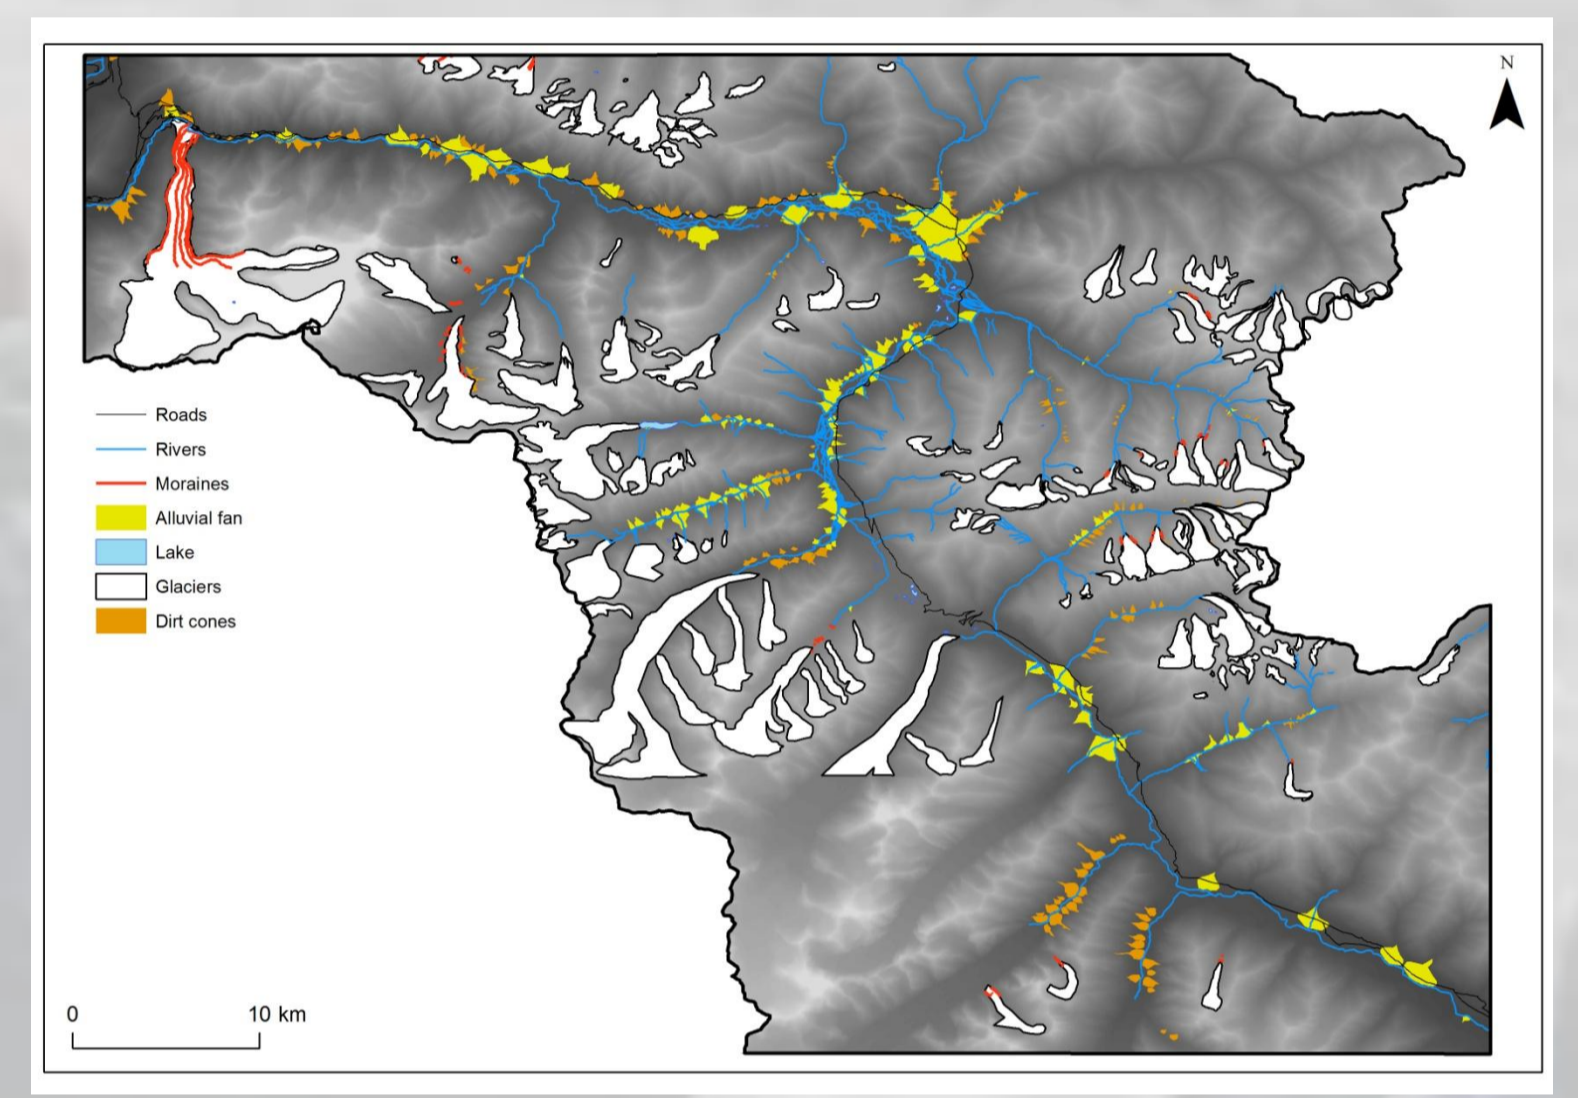 N
Roads
Rivers
Moraines
Alluvial fan
Lake
Glaciers
Dirt cones
0 10 km